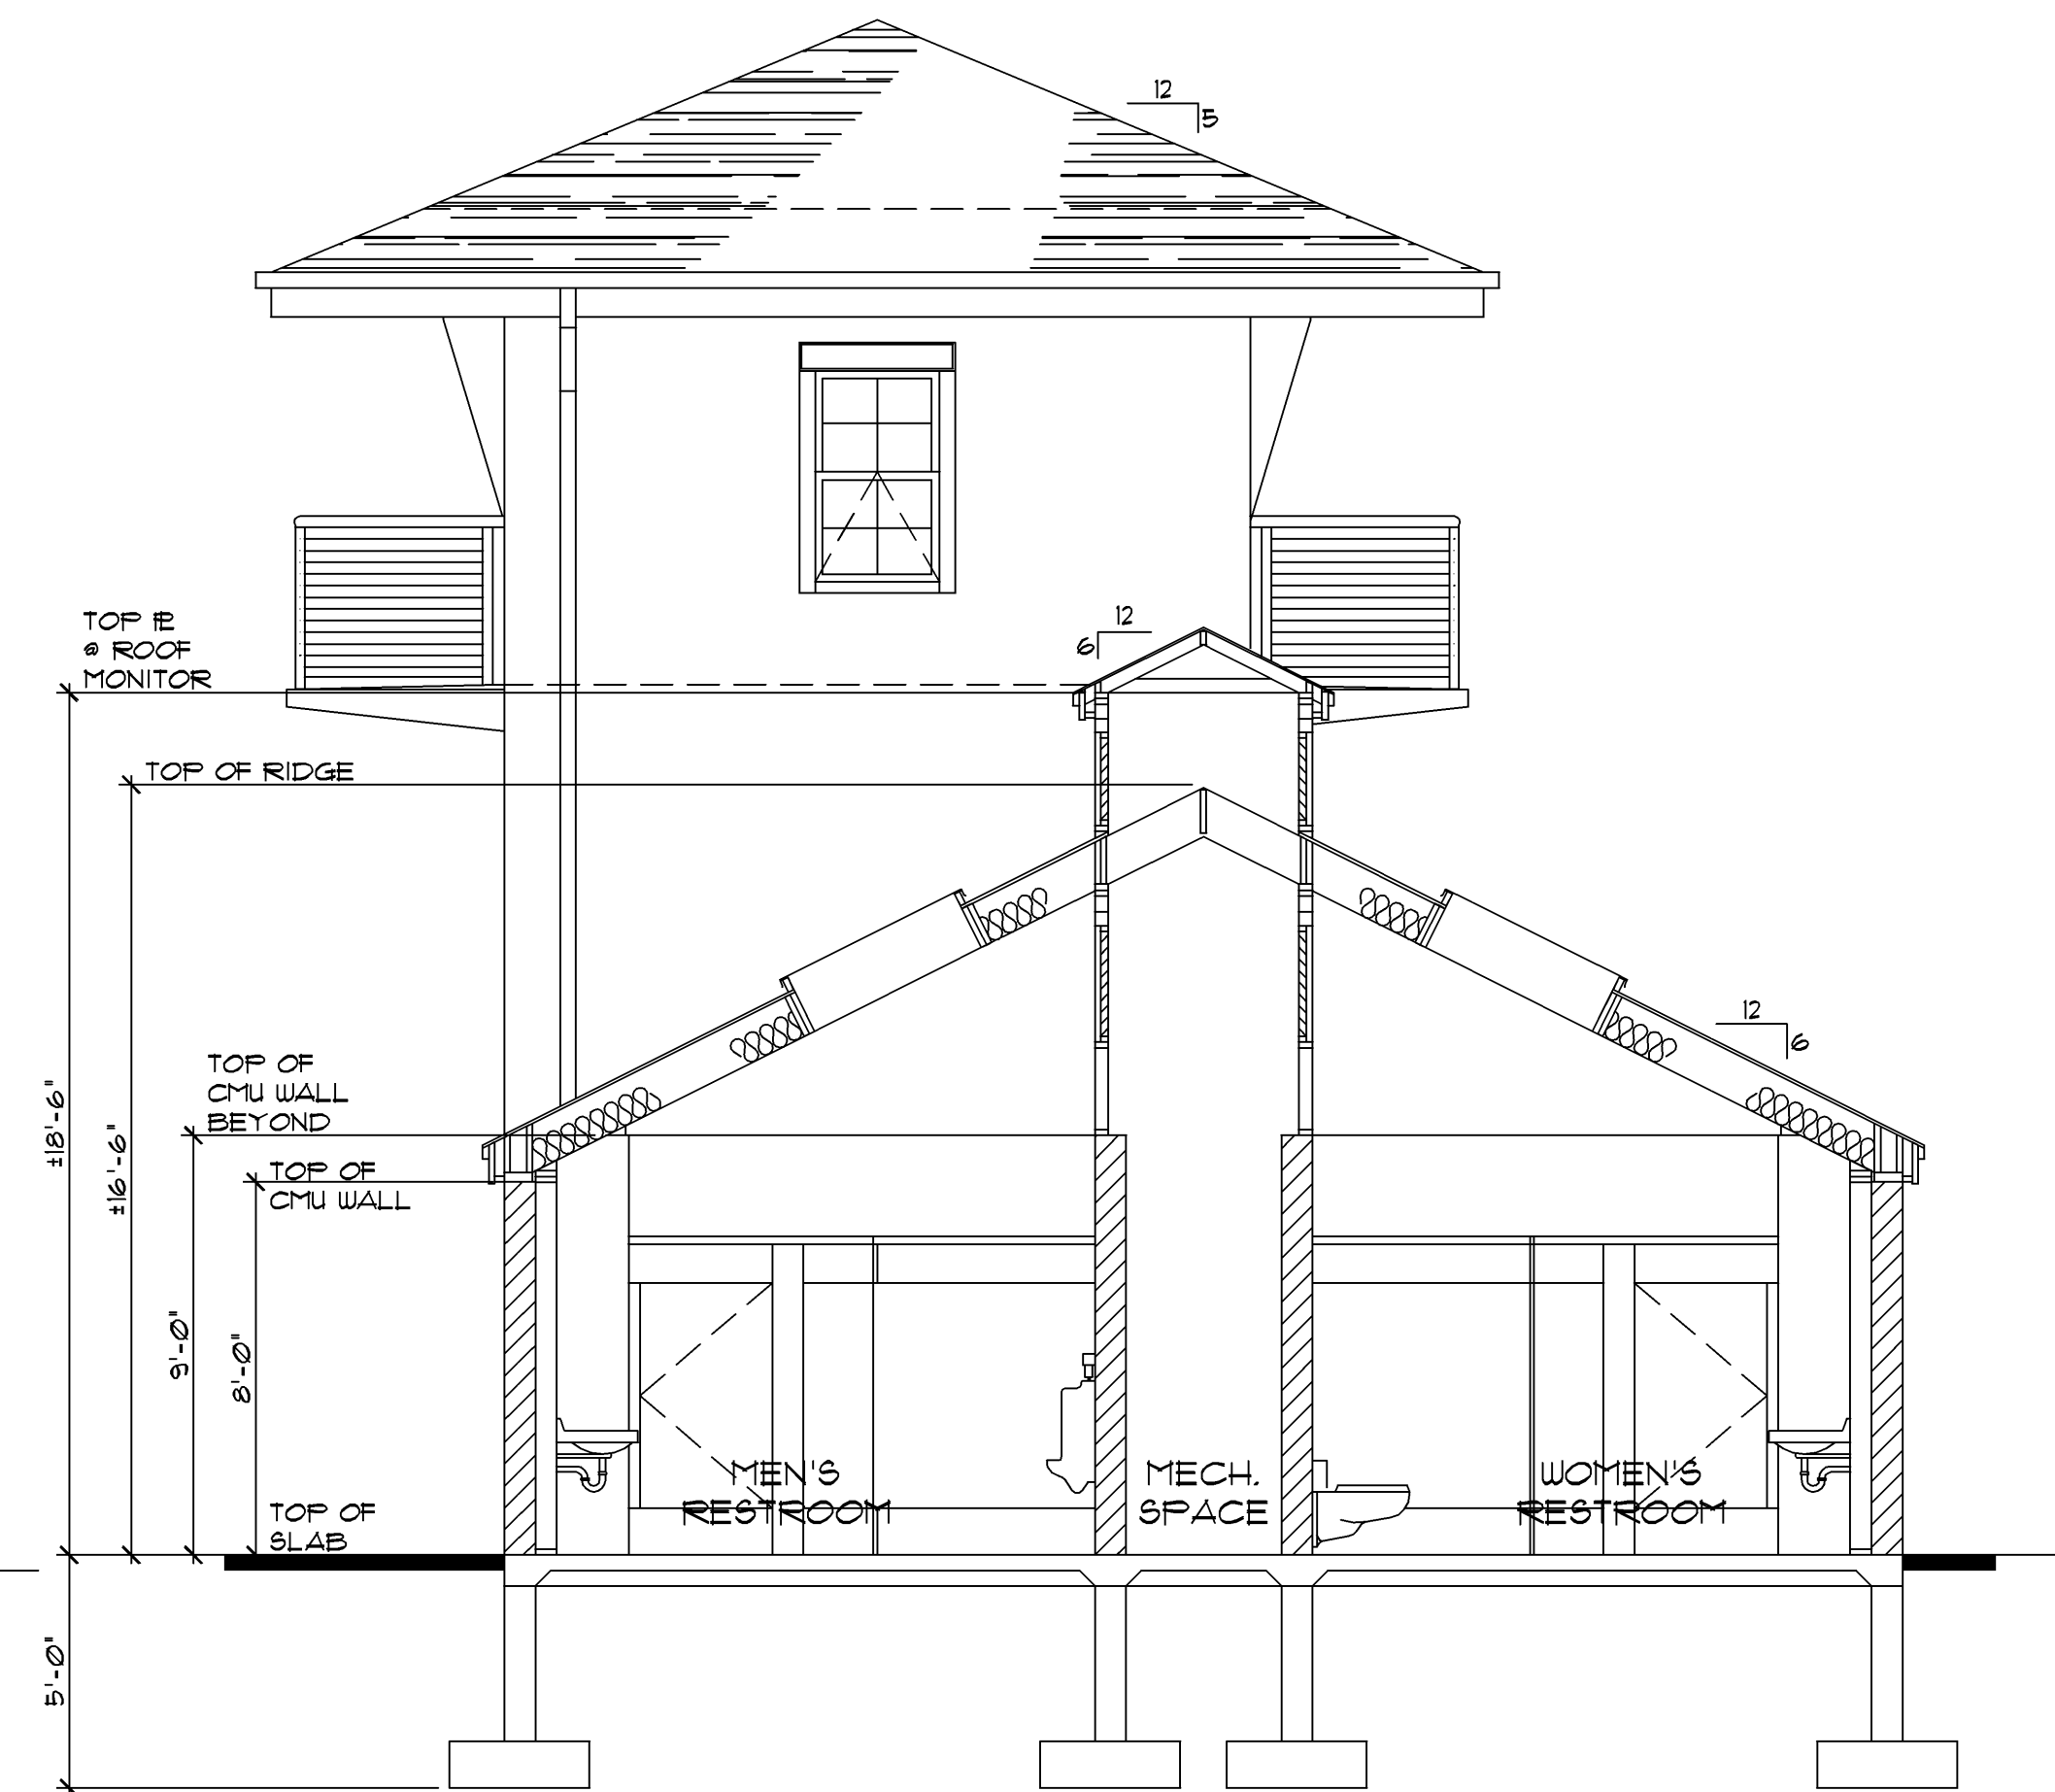 12
5
TOP PL
@ ROOF
MONITOR
12
6
TOP OF RIDGE
12
6
TOP OF
CMU WALL
BEYOND
TOP OF
CMU WALL
±18'-6"
±16'-6"
9'-0"
8'-0"
MEN'S
RESTROOM
MECH.
SPACE
WOMEN'S
RESTROOM
TOP OF
SLAB
5'-0"